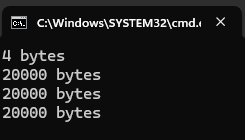 C:\Windows\SYSTEM32\cmd.e
4 bytes
20000 bytes
20000 bytes
20000 bytes